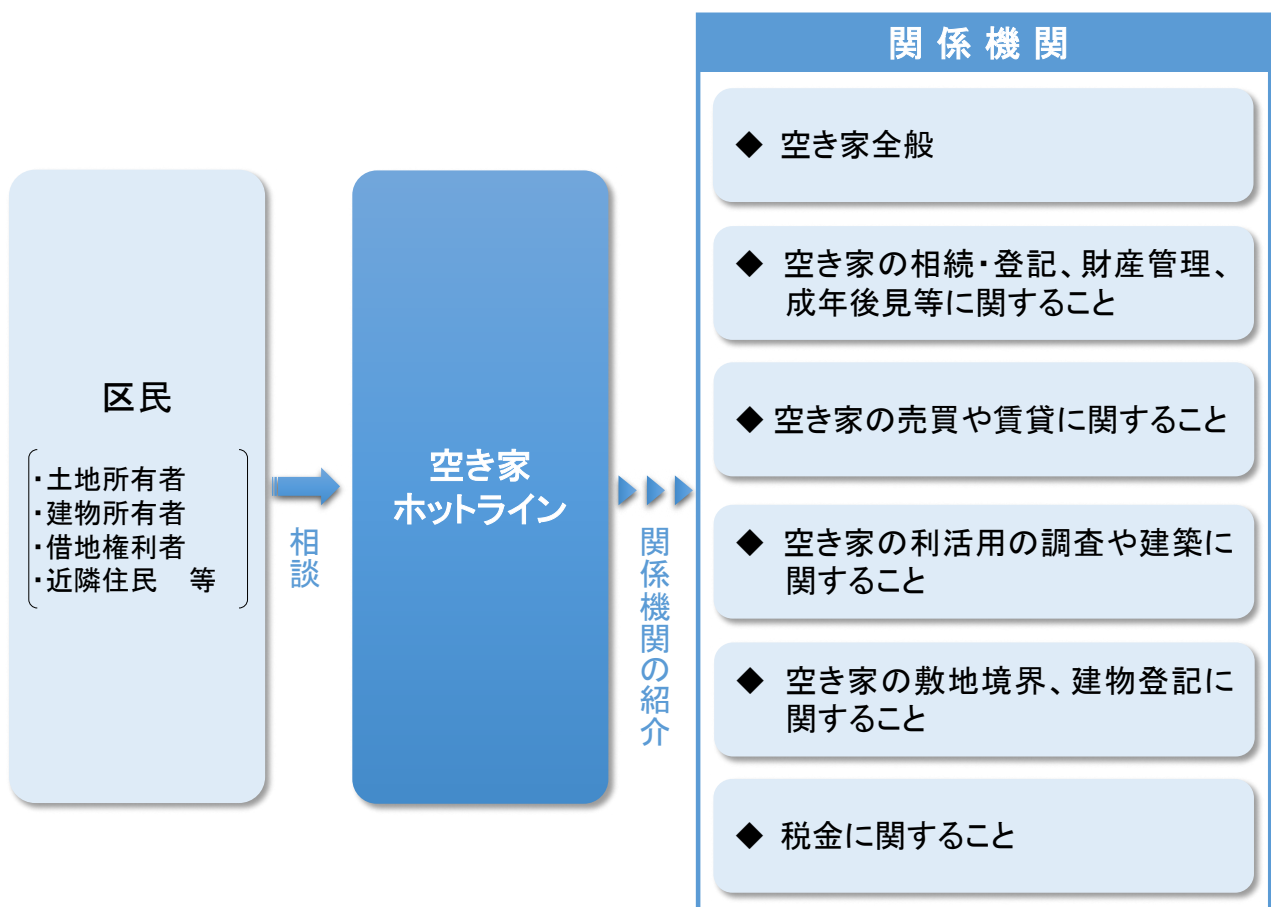 区民
・土地所有者
・建物所有者
・借地権利者
・近隣住民　等
相談
空き家
ホットライン
関係機関の紹介
関係機関
◆ 空き家全般
◆ 空き家の相続・登記、財産管理、
成年後見等に関すること
◆ 空き家の売買や賃貸に関すること
◆ 空き家の利活用の調査や建築に
関すること
◆ 空き家の敷地境界、建物登記に
関すること
◆ 税金に関すること